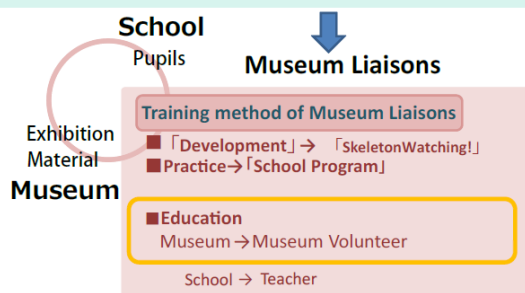 School
Pupils
Museum Liaisons
Training method of Museum Liaisons
Exhibition
Material
Museum
■「Development」→ 「SkeletonWatching!」
■Practice→「School Program」
■Education
Museum→Museum Volunteer
School → Teacher